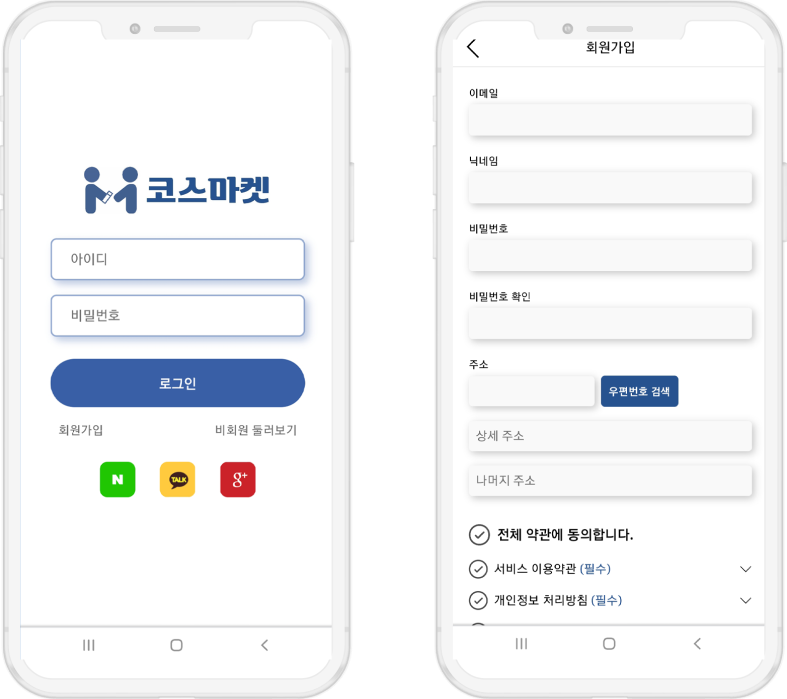 코스마켓
아이디
비밀번호
로그인
회원가입 비회원 둘러보기
N TALK g+
회원가입
이메일
닉네임
비밀번호
비밀번호 확인
주소
우편번호 검색
상세 주소
나머지 주소
전체 약관에 동의합니다.
서비스 이용약관 (필수)
개인정보 처리방침 (필수)